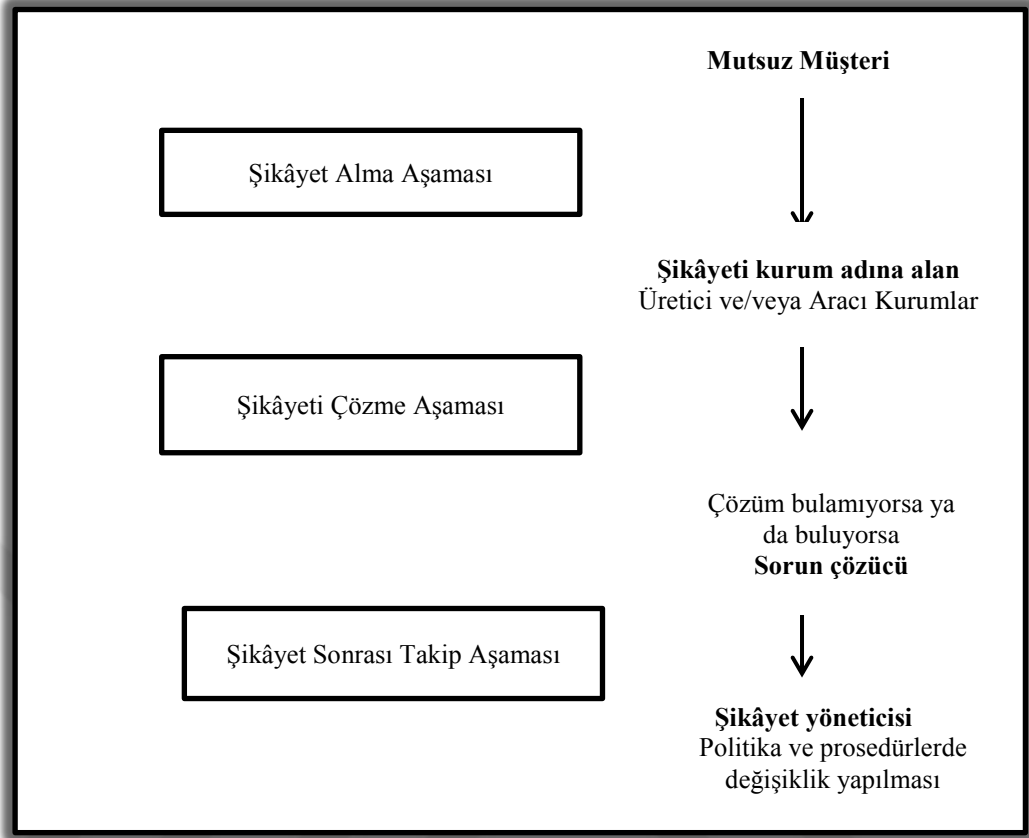 Mutsuz Müşteri
Şikâyet Alma Aşaması
Şikâyeti kurum adına alan
Üretici ve/veya Aracı Kurumlar
Şikâyeti Çözme Aşaması
Çözüm bulamıyorsa ya
da buluyorsa
Sorun çözücü
Şikâyet Sonrası Takip Aşaması
Şikâyet yöneticisi
Politika ve prosedürlerde
değişiklik yapılması